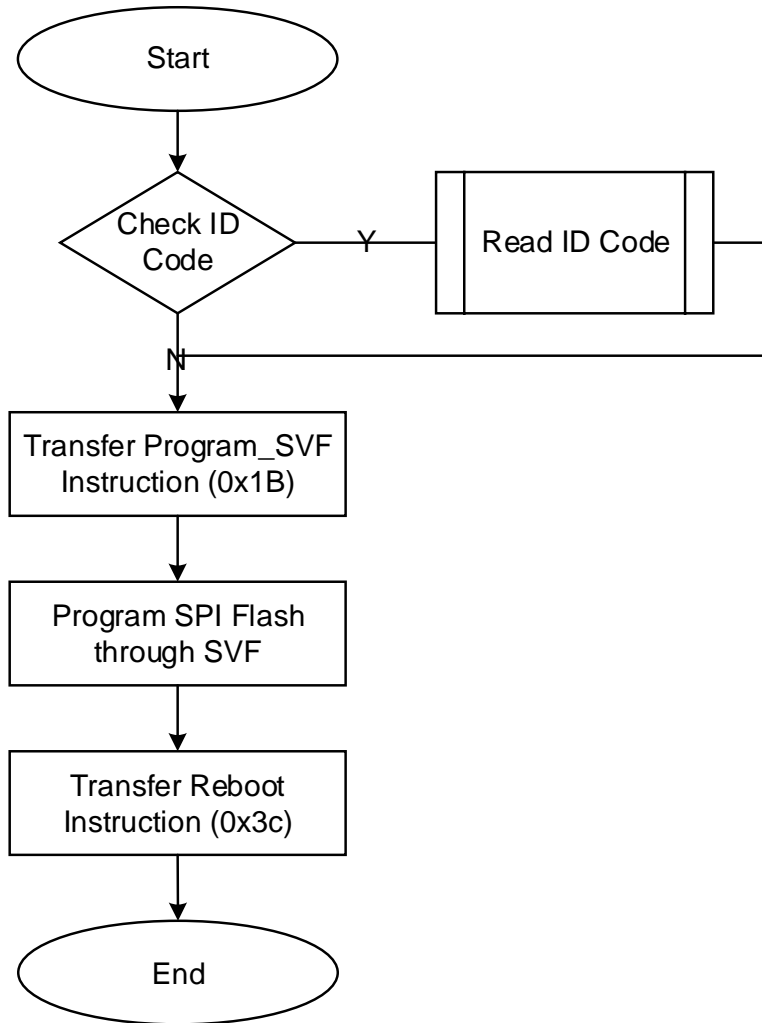 Start
Check ID
Code
Y
Read ID Code
N
Transfer Program_SVF
Instruction (0x1B)
Program SPI Flash
through SVF
Transfer Reboot
Instruction (0x3c)
End